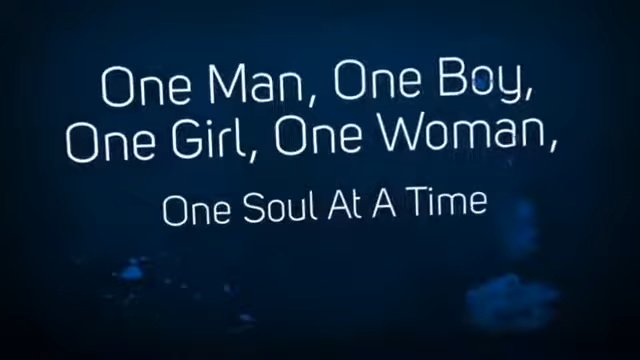 One Man, One Boy,
One Girl, One Woman,
One Soul At A Time